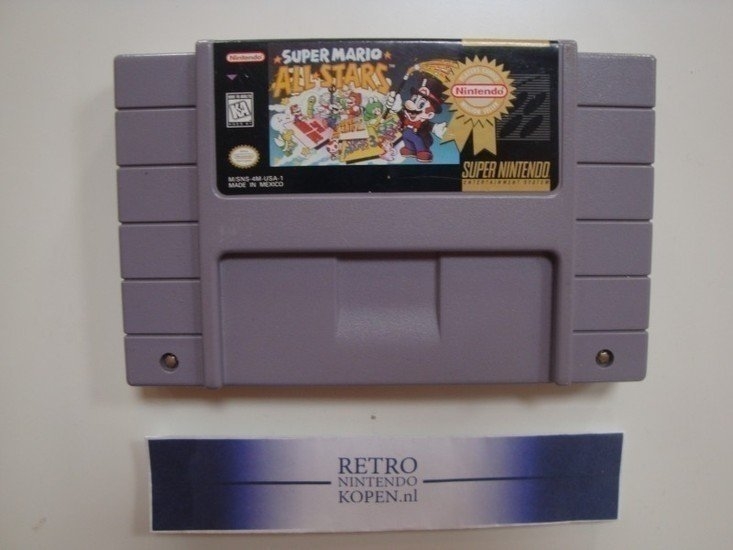 Nintendo
SUPER MARIO
ALL-STARS
KA
M/SNS-4M-USA-1
MADE IN MEXICO
Nintendo
SUPER NINTENDO
ENTERTAINMENT SYSTEM
RETRO
NINTENDO
KOPEN.nl